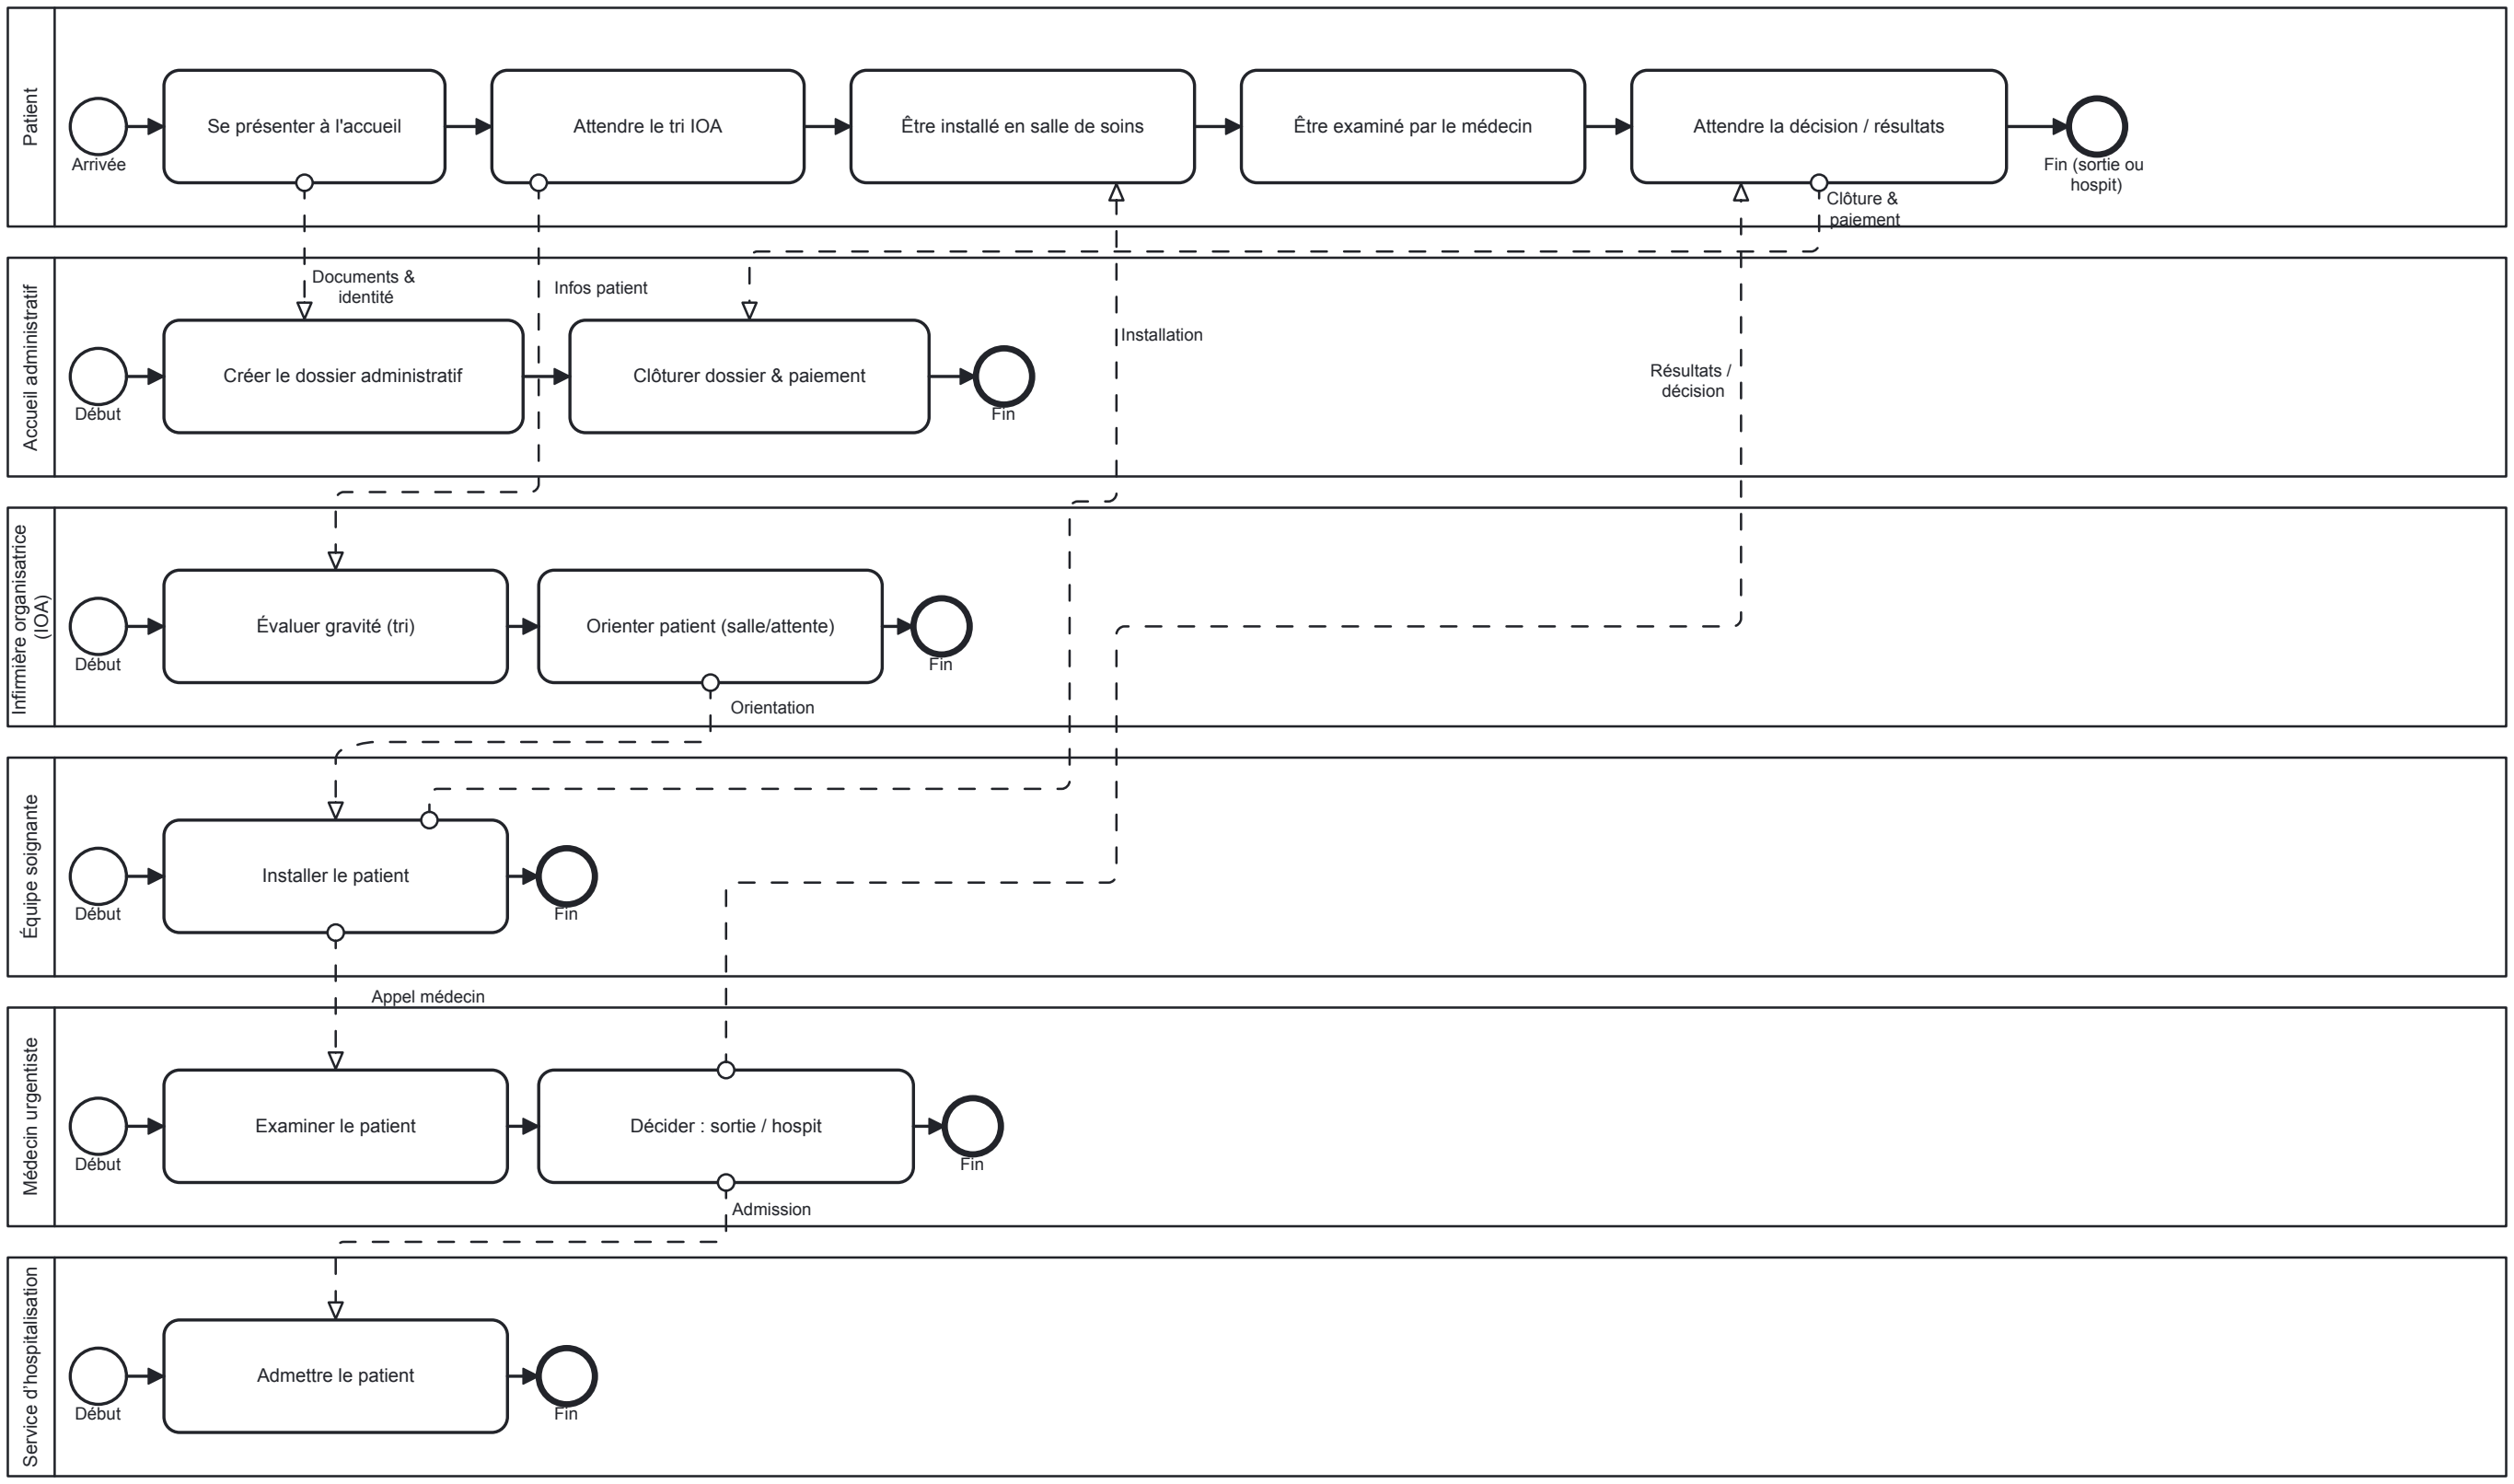 Patient
Arrivée
Se présenter à l'accueil
Attendre le tri IOA
Être installé en salle de soins
Être examiné par le médecin
Attendre la décision / résultats
Fin (sortie ou
hospit)
Clôture &
paiement
Accueil administratif
Documents &
identité
Infos patient
Installation
Résultats /
décision
Début
Créer le dossier administratif
Clôturer dossier & paiement
Fin
Infirmière organisatrice
(IOA)
Début
Évaluer gravité (tri)
Orienter patient (salle/attente)
Fin
Orientation
Équipe soignante
Début
Installer le patient
Fin
Appel médecin
Médecin urgentiste
Début
Examiner le patient
Décider : sortie / hospit
Fin
Admission
Service d'hospitalisation
Début
Admettre le patient
Fin